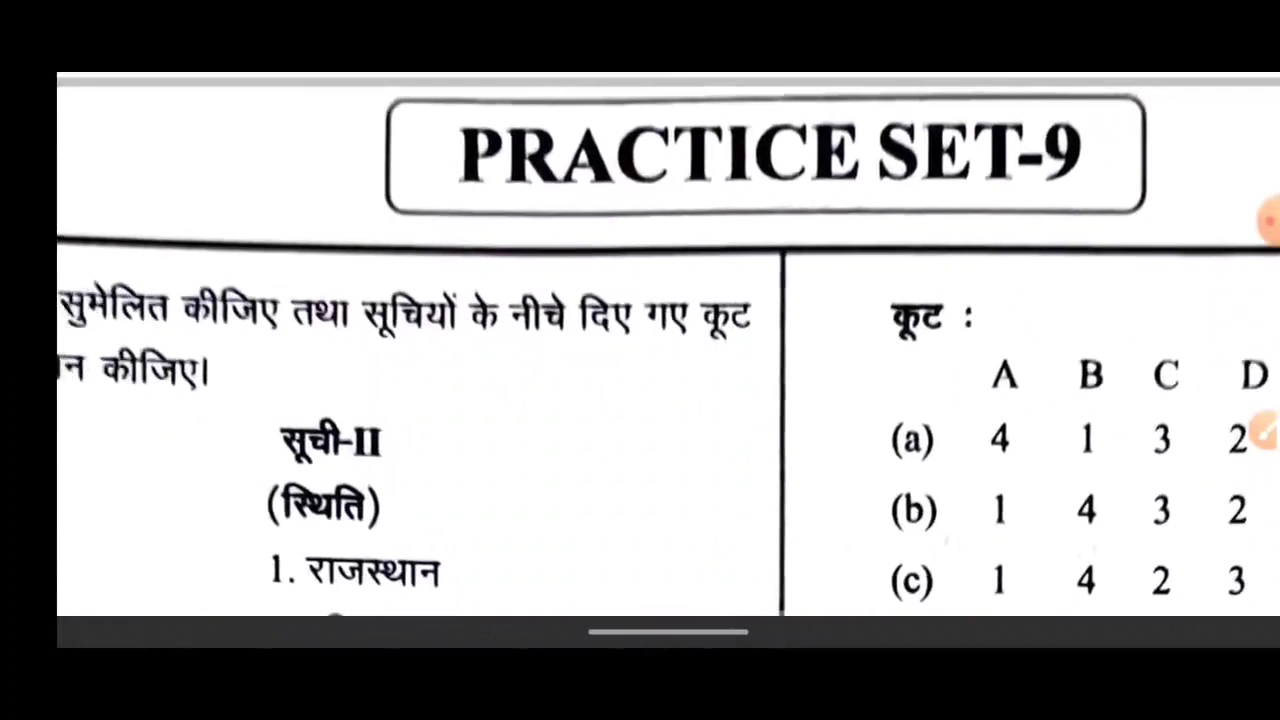 PRACTICE SET-9
सुमेलित कीजिए तथा सूचियों के नीचे दिए गए कूट
न कीजिए।
सूची-II
(स्थिति)
1. राजस्थान
कूट :
A B C D
(a) 4 1 3 2
(b) 1 4 3 2
(c) 1 4 2 3